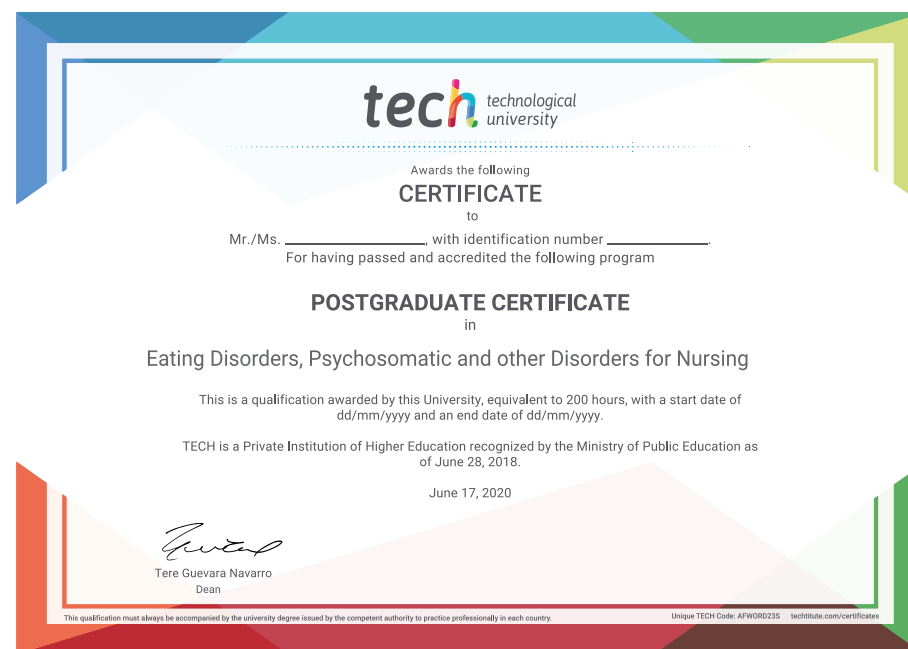 tech technological
university
Awards the following
CERTIFICATE
to
Mr./Ms. ____________, with identification number ____________.
For having passed and accredited the following program
POSTGRADUATE CERTIFICATE
in
Eating Disorders, Psychosomatic and other Disorders for Nursing
This is a qualification awarded by this University, equivalent to 200 hours, with a start date of
dd/mm/yyyy and an end date of dd/mm/yyyy.
TECH is a Private Institution of Higher Education recognized by the Ministry of Public Education as
of June 28, 2018.
June 17, 2020
Tere Guevara Navarro
Dean
This qualification must always be accompanied by the university degree issued by the competent authority to practice professionally in each country.
Unique TECH Code: AFWORD23S techtitute.com/certificates